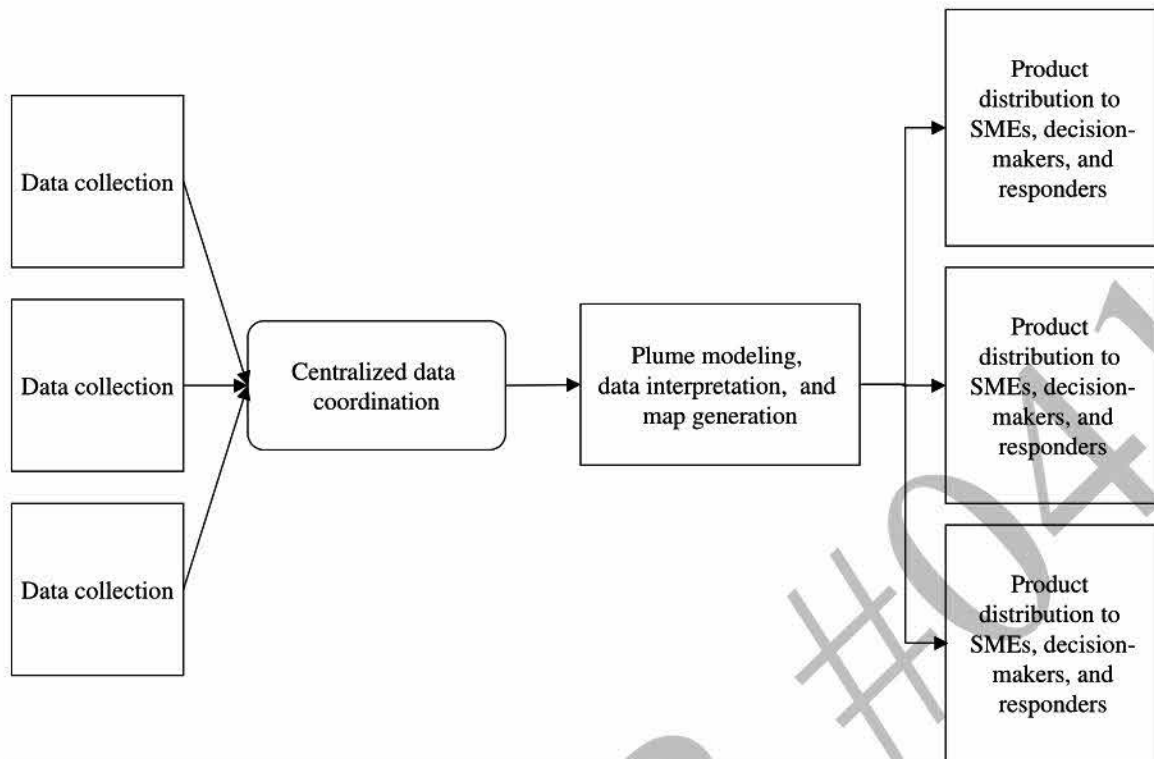 Data collection
Data collection
Data collection
Centralized data
coordination
Plume modeling,
data interpretation, and
map generation
Product
distribution to
SMEs, decision-
makers, and
responders
Product
distribution to
SMEs, decision-
makers, and
responders
Product
distribution to
SMEs, decision-
makers, and
responders
#041